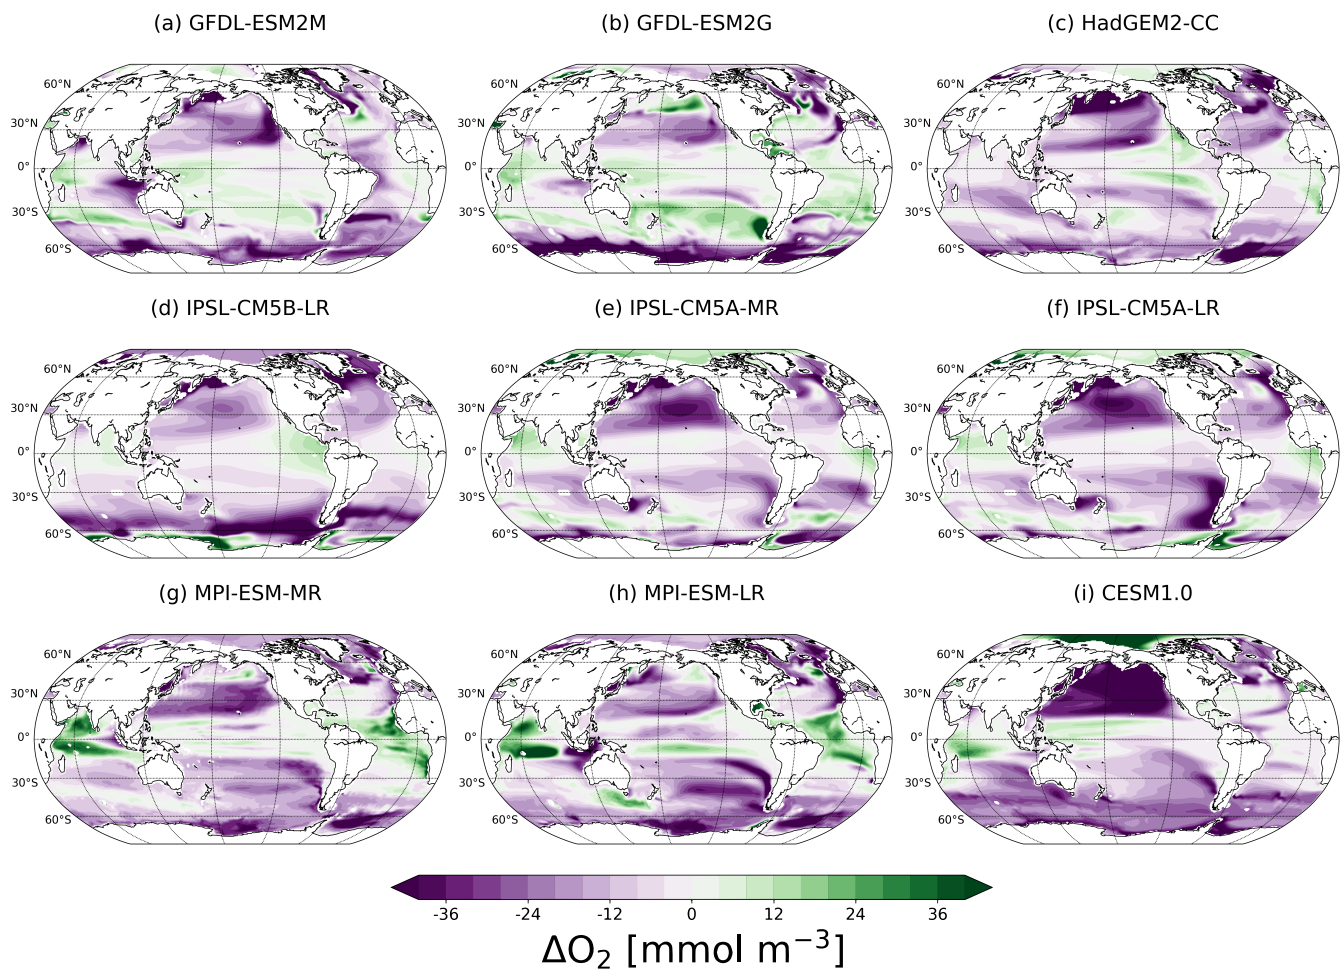 (a) GFDL-ESM2M
(b) GFDL-ESM2G
(c) HadGEM2-CC
60°N
30°N
0°
30°S
60°S
60°N
30°N
0°
30°S
60°S
60°N
30°N
0°
30°S
60°S
(d) IPSL-CM5B-LR
(e) IPSL-CM5A-MR
(f) IPSL-CM5A-LR
60°N
30°N
0°
30°S
60°S
60°N
30°N
0°
30°S
60°S
60°N
30°N
0°
30°S
60°S
(g) MPI-ESM-MR
(h) MPI-ESM-LR
(i) CESM1.0
60°N
30°N
0°
30°S
60°S
60°N
30°N
0°
30°S
60°S
60°N
30°N
0°
30°S
60°S
-36 -24 -12 0 12 24 36
ΔO₂ [mmol m⁻³]